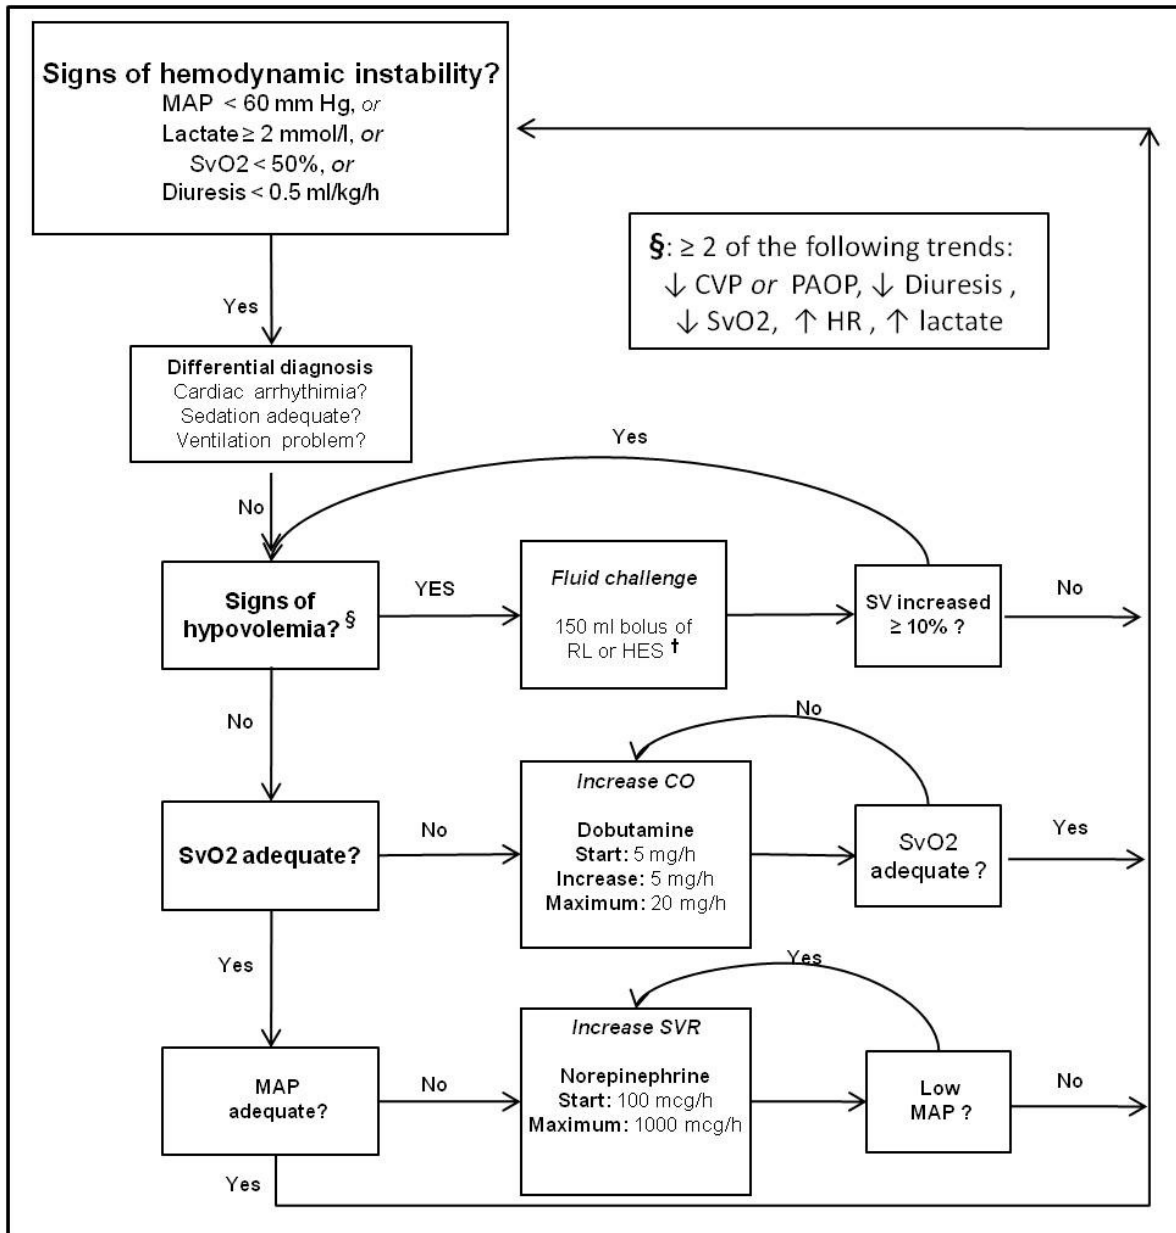 Signs of hemodynamic instability?
MAP < 60 mm Hg, or
Lactate ≥ 2 mmol/l, or
SvO2 < 50%, or
Diuresis < 0.5 ml/kg/h
§: ≥ 2 of the following trends:
↓ CVP or PAOP, ↓ Diuresis ,
↓ SvO2, ↑ HR , ↑ lactate
Yes
Differential diagnosis
Cardiac arrhythimia?
Sedation adequate?
Ventilation problem?
Yes
No
Signs of
hypovolemia? §
YES
Fluid challenge
150 ml bolus of
RL or HES †
SV increased
≥ 10% ?
No
No
No
SvO2 adequate?
No
Increase CO
Dobutamine
Start: 5 mg/h
Increase: 5 mg/h
Maximum: 20 mg/h
SvO2
adequate ?
Yes
Yes
Yes
MAP
adequate?
No
Increase SVR
Norepinephrine
Start: 100 mcg/h
Maximum: 1000 mcg/h
Low
MAP ?
No
Yes